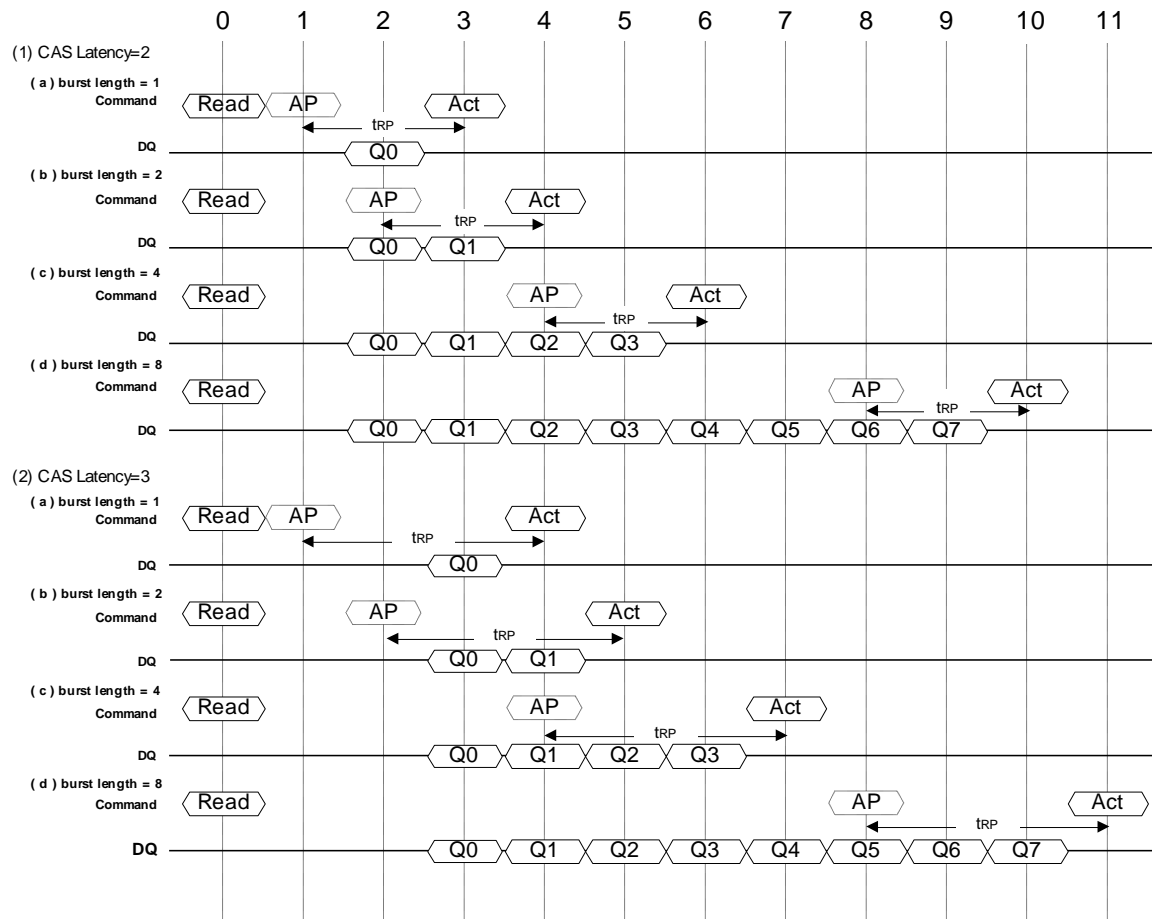 0 1 2 3 4 5 6 7 8 9 10 11
(1) CAS Latency=2
( a ) burst length = 1
Command Read AP Act
tRP
DQ Q0
( b ) burst length = 2
Command Read AP Act
tRP
DQ Q0 Q1
( c ) burst length = 4
Command Read AP Act
tRP
DQ Q0 Q1 Q2 Q3
( d ) burst length = 8
Command Read AP Act
tRP
DQ Q0 Q1 Q2 Q3 Q4 Q5 Q6 Q7
(2) CAS Latency=3
( a ) burst length = 1
Command Read AP Act
tRP
DQ Q0
( b ) burst length = 2
Command Read AP Act
tRP
DQ Q0 Q1
( c ) burst length = 4
Command Read AP Act
tRP
DQ Q0 Q1 Q2 Q3
( d ) burst length = 8
Command Read AP Act
tRP
DQ Q0 Q1 Q2 Q3 Q4 Q5 Q6 Q7